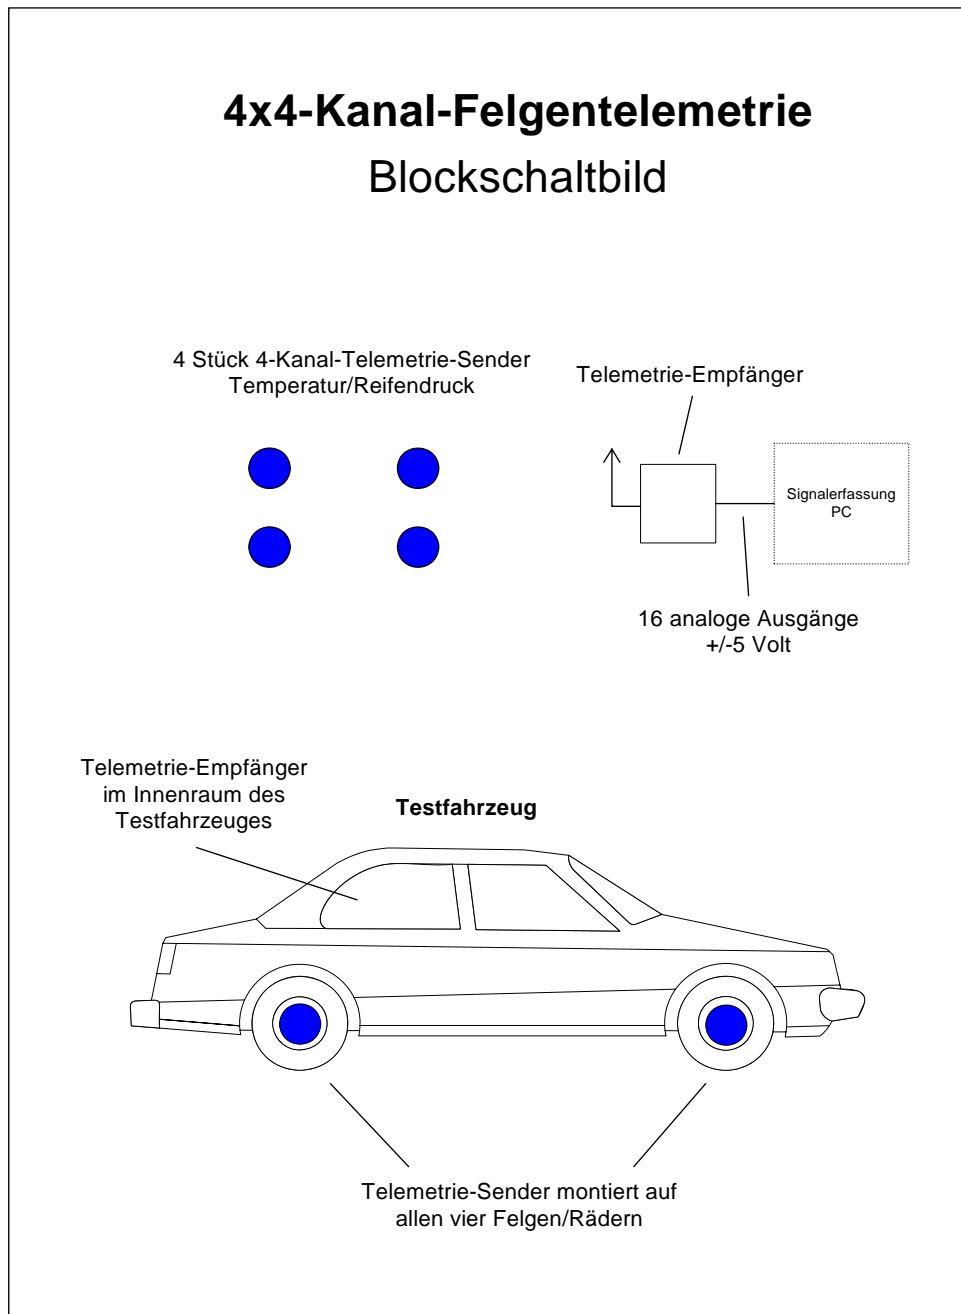 4x4-Kanal-Felgentelemetrie
Blockschaltbild
4 Stück 4-Kanal-Telemetrie-Sender
Temperatur/Reifendruck
Telemetrie-Empfänger
Signalerfassung
PC
16 analoge Ausgänge
+/-5 Volt
Telemetrie-Empfänger
im Innenraum des
Testfahrzeuges
Testfahrzeug
Telemetrie-Sender montiert auf
allen vier Felgen/Rädern